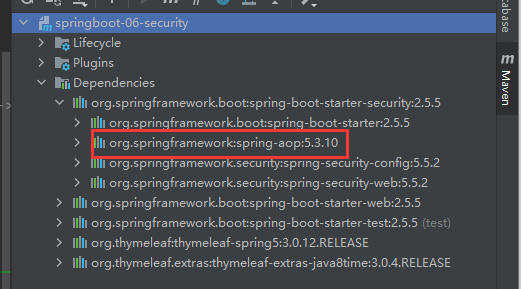 springboot-06-security
Lifecycle
Plugins
Dependencies
org.springframework.boot:spring-boot-starter-security:2.5.5
org.springframework.boot:spring-boot-starter:2.5.5
org.springframework:spring-aop:5.3.10
org.springframework.security:spring-security-config:5.5.2
org.springframework.security:spring-security-web:5.5.2
org.springframework.boot:spring-boot-starter-web:2.5.5
org.springframework.boot:spring-boot-starter-test:2.5.5 (test)
org.thymeleaf:thymeleaf-spring5:3.0.12.RELEASE
org.thymeleaf.extras:thymeleaf-extras-java8time:3.0.4.RELEASE
m
Maven